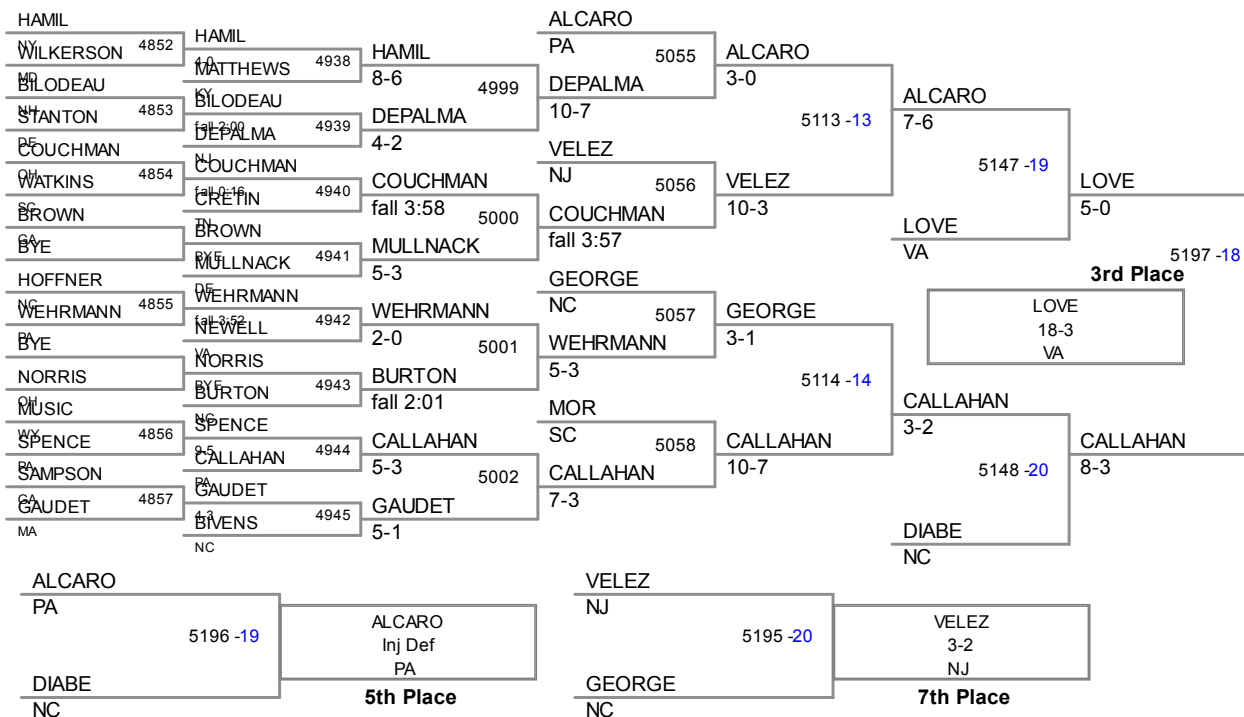 HAMIL
NY
WILKERSON
MD
4852
BILODEAU
NH
STANTON
DE
4853
COUCHMAN
OH
WATKINS
SC
4854
BROWN
GA
BYE
HOFFNER
NC
WEHRMANN
PA
4855
BYE
NORRIS
OH
MUSIC
WY
SPENCE
PA
4856
SAMPSON
GA
GAUDET
MA
4857
HAMIL
4-0
MATTHEWS
KY
4938
BILODEAU
fall 2:00
DEPALMA
NJ
4939
COUCHMAN
fall 0:16
CRETIN
TN
4940
BROWN
BYE
MULLNACK
DE
4941
WEHRMANN
fall 3:52
NEWELL
VA
4942
NORRIS
BYE
BURTON
NC
4943
SPENCE
9-5
CALLAHAN
PA
4944
GAUDET
4-3
BIVENS
NC
4945
HAMIL
8-6
4999
DEPALMA
4-2
COUCHMAN
fall 3:58
5000
MULLNACK
5-3
WEHRMANN
2-0
5001
BURTON
fall 2:01
CALLAHAN
5-3
5002
GAUDET
5-1
ALCARO
PA
5055
DEPALMA
10-7
VELEZ
NJ
5056
COUCHMAN
fall 3:57
GEORGE
NC
5057
WEHRMANN
5-3
MOR
SC
5058
CALLAHAN
7-3
ALCARO
3-0
5113 -13
VELEZ
10-3
GEORGE
3-1
5114 -14
CALLAHAN
10-7
ALCARO
7-6
5147 -19
LOVE
VA
CALLAHAN
3-2
5148 -20
DIABE
NC
LOVE
5-0
5197 -18
3rd Place
LOVE
18-3
VA
CALLAHAN
8-3
ALCARO
PA
5196 -19
DIABE
NC
ALCARO
Inj Def
PA
5th Place
VELEZ
NJ
5195 -20
GEORGE
NC
VELEZ
3-2
NJ
7th Place